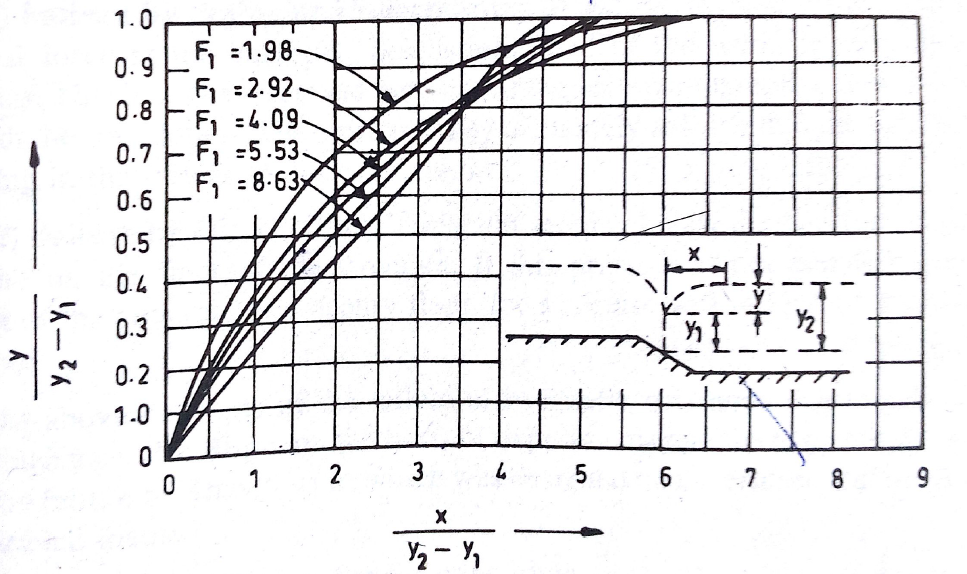 1.0
0.9
0.8
0.7
0.6
0.5
0.4
0.3
0.2
1.0
0
F₁ =1.98
F₁ =2.92
F₁ =4.09
F₁ =5.53
F₁ =8.63
y
y₂ – y₁
x
y
y₁
y₂
0 1 2 3 4 5 6 7 8 9
x
y₂ – y₁